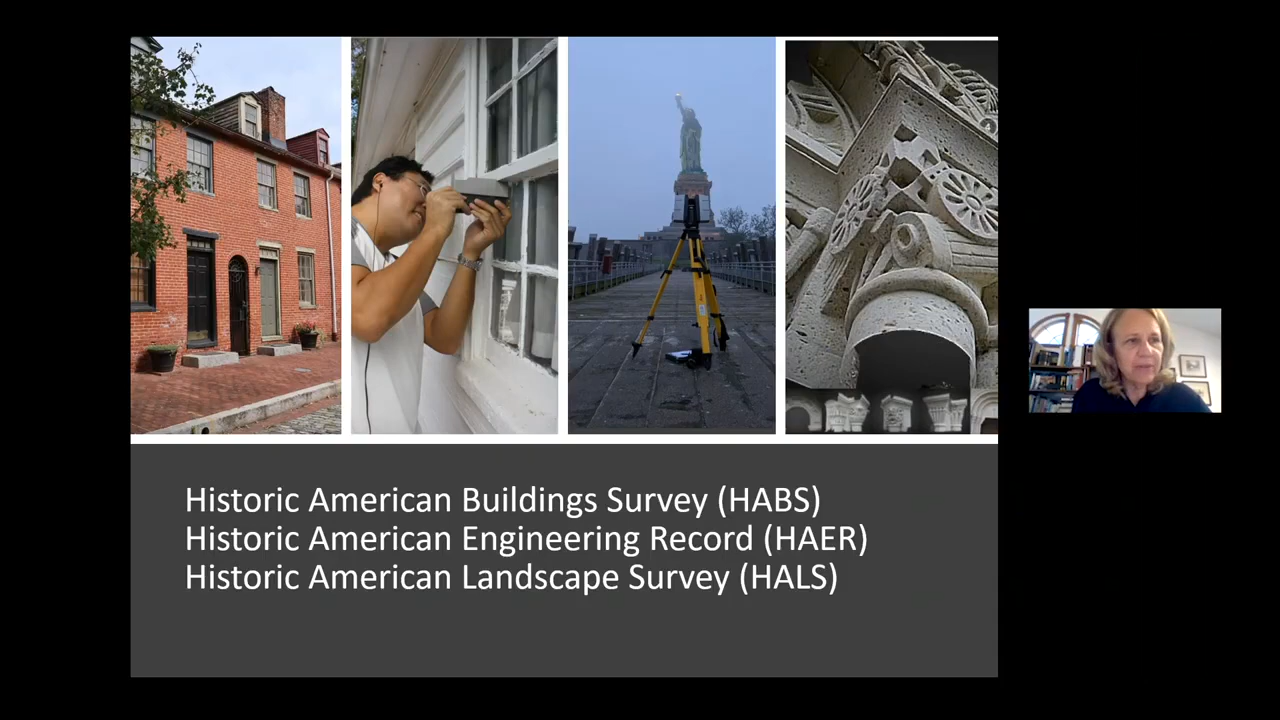 Historic American Buildings Survey (HABS)
Historic American Engineering Record (HAER)
Historic American Landscape Survey (HALS)